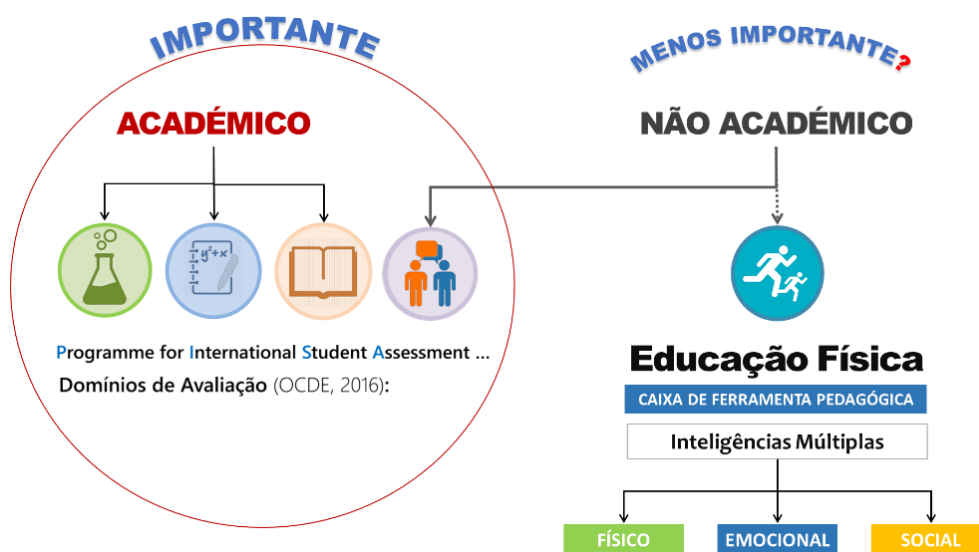 IMPORTANTE
MENOS IMPORTANTE?
ACADÉMICO
NÃO ACADÉMICO
y²+x
Programme for International Student Assessment ...
Domínios de Avaliação (OCDE, 2016):
Educação Física
CAIXA DE FERRAMENTA PEDAGÓGICA
Inteligências Múltiplas
FÍSICO
EMOCIONAL
SOCIAL